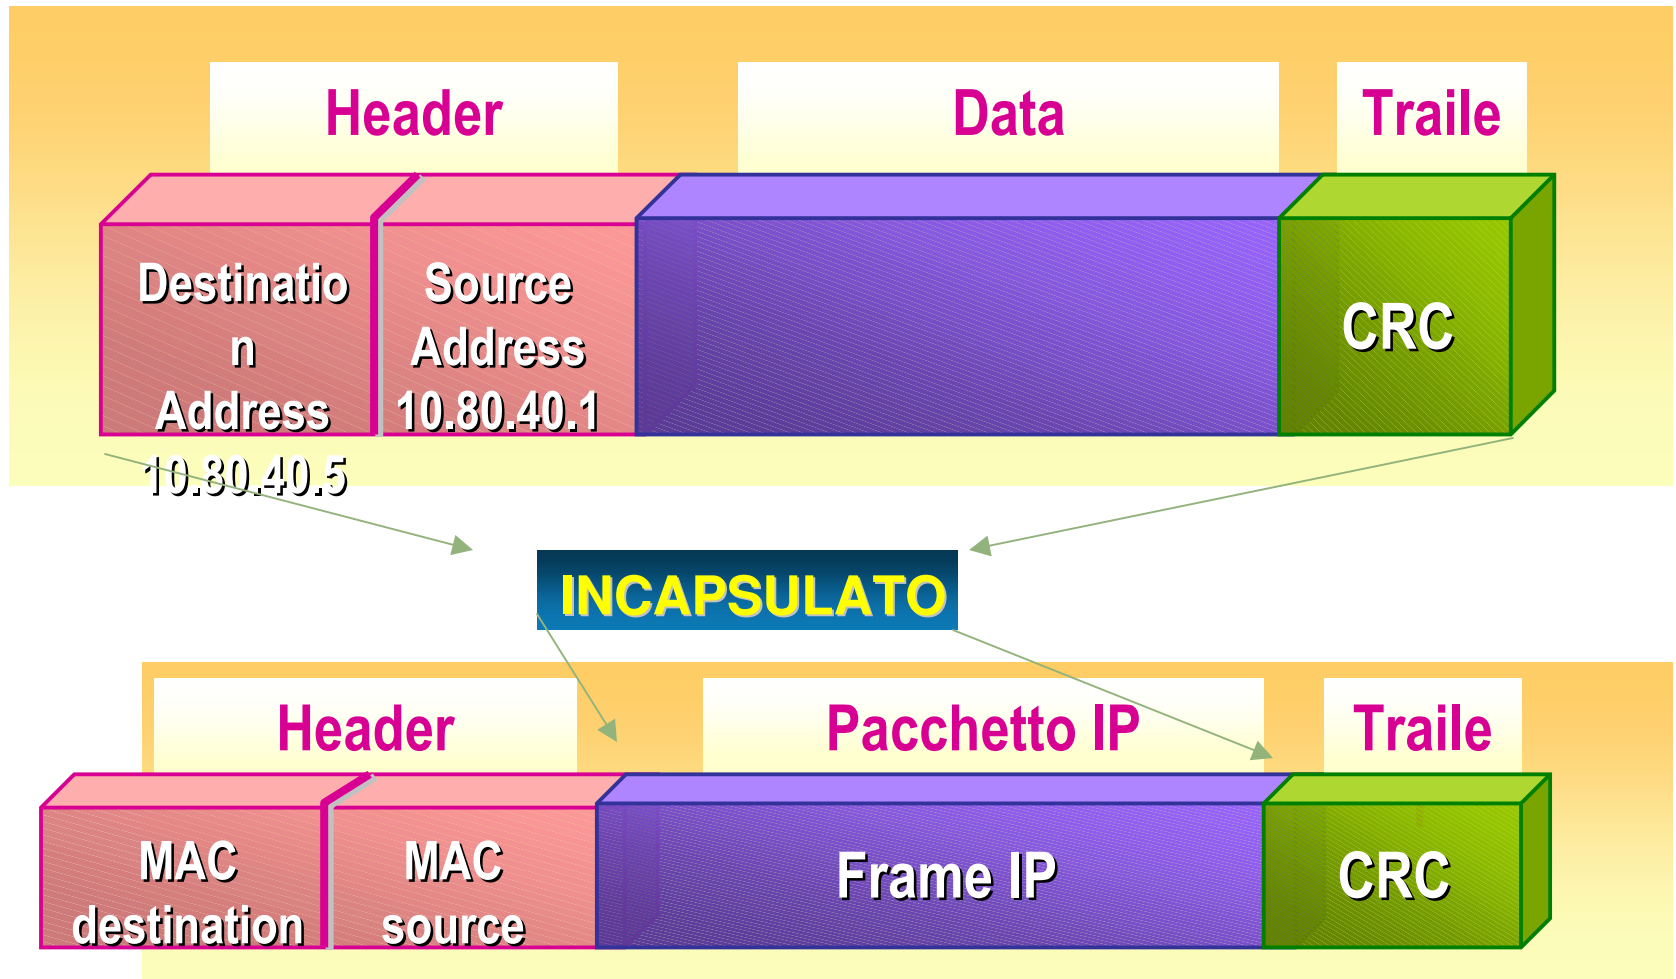 Header
Data
Traile
Destinatio
n
Address
10.80.40.5
Source
Address
10.80.40.1
CRC
INCAPSULATO
Header
Pacchetto IP
Traile
MAC
destination
MAC
source
Frame IP
CRC